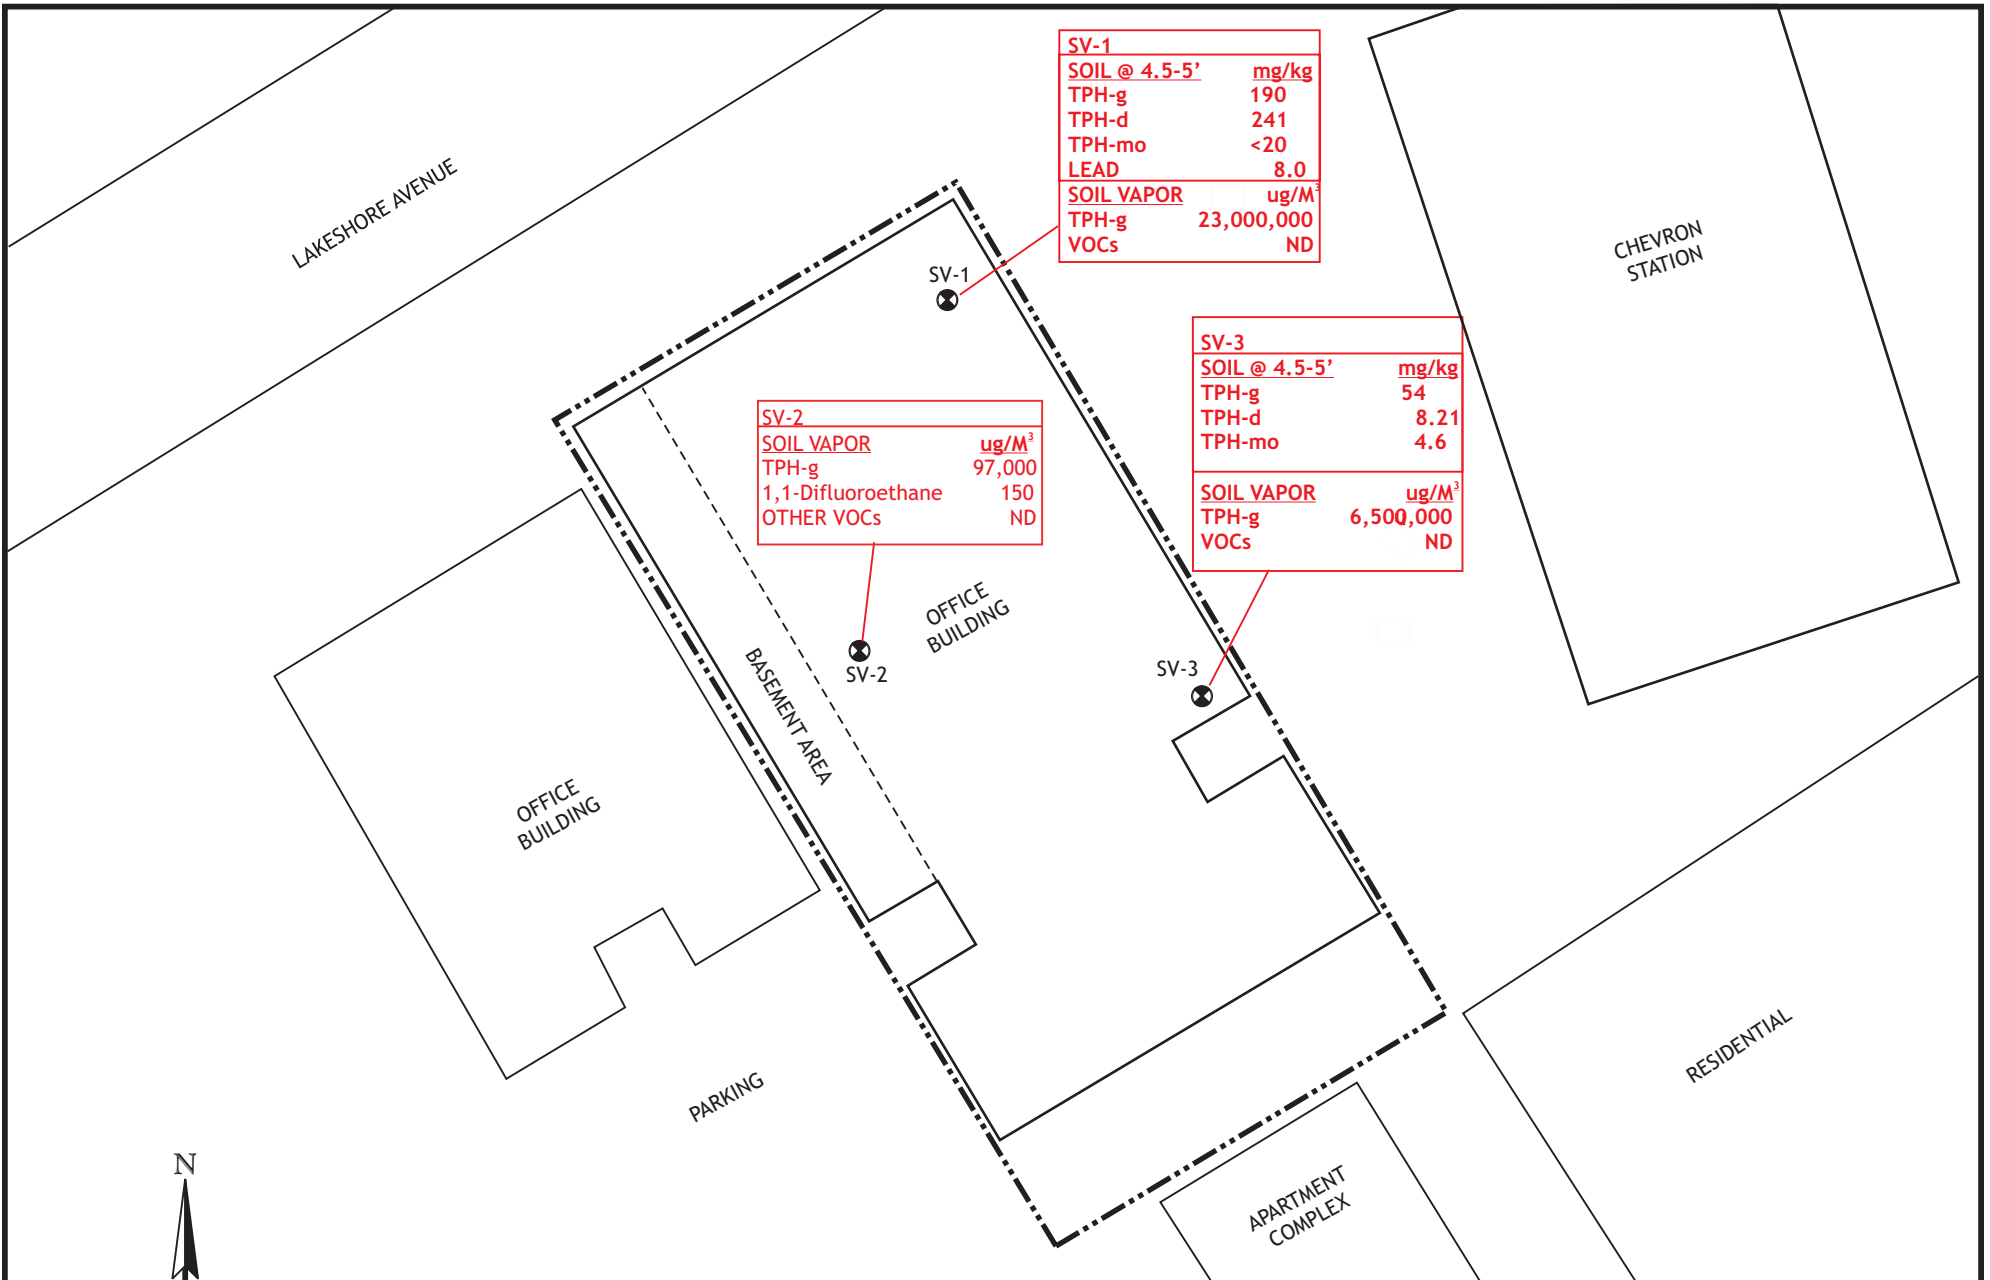 SV-1
SOIL @ 4.5-5’ mg/kg
TPH-g 190
TPH-d 241
TPH-mo <20
LEAD 8.0
SOIL VAPOR ug/M³
TPH-g 23,000,000
VOCs ND
LAKESHORE AVENUE
CHEVRON
STATION
SV-1
SV-3
SOIL @ 4.5-5’ mg/kg
TPH-g 54
TPH-d 8.21
TPH-mo 4.6
SOIL VAPOR ug/M³
TPH-g 6,500,000
VOCs ND
SV-2
SOIL VAPOR ug/M³
TPH-g 97,000
1,1-Difluoroethane 150
OTHER VOCs ND
OFFICE
BUILDING
SV-2
SV-3
BASEMENT AREA
OFFICE
BUILDING
PARKING
RESIDENTIAL
APARTMENT
COMPLEX
N